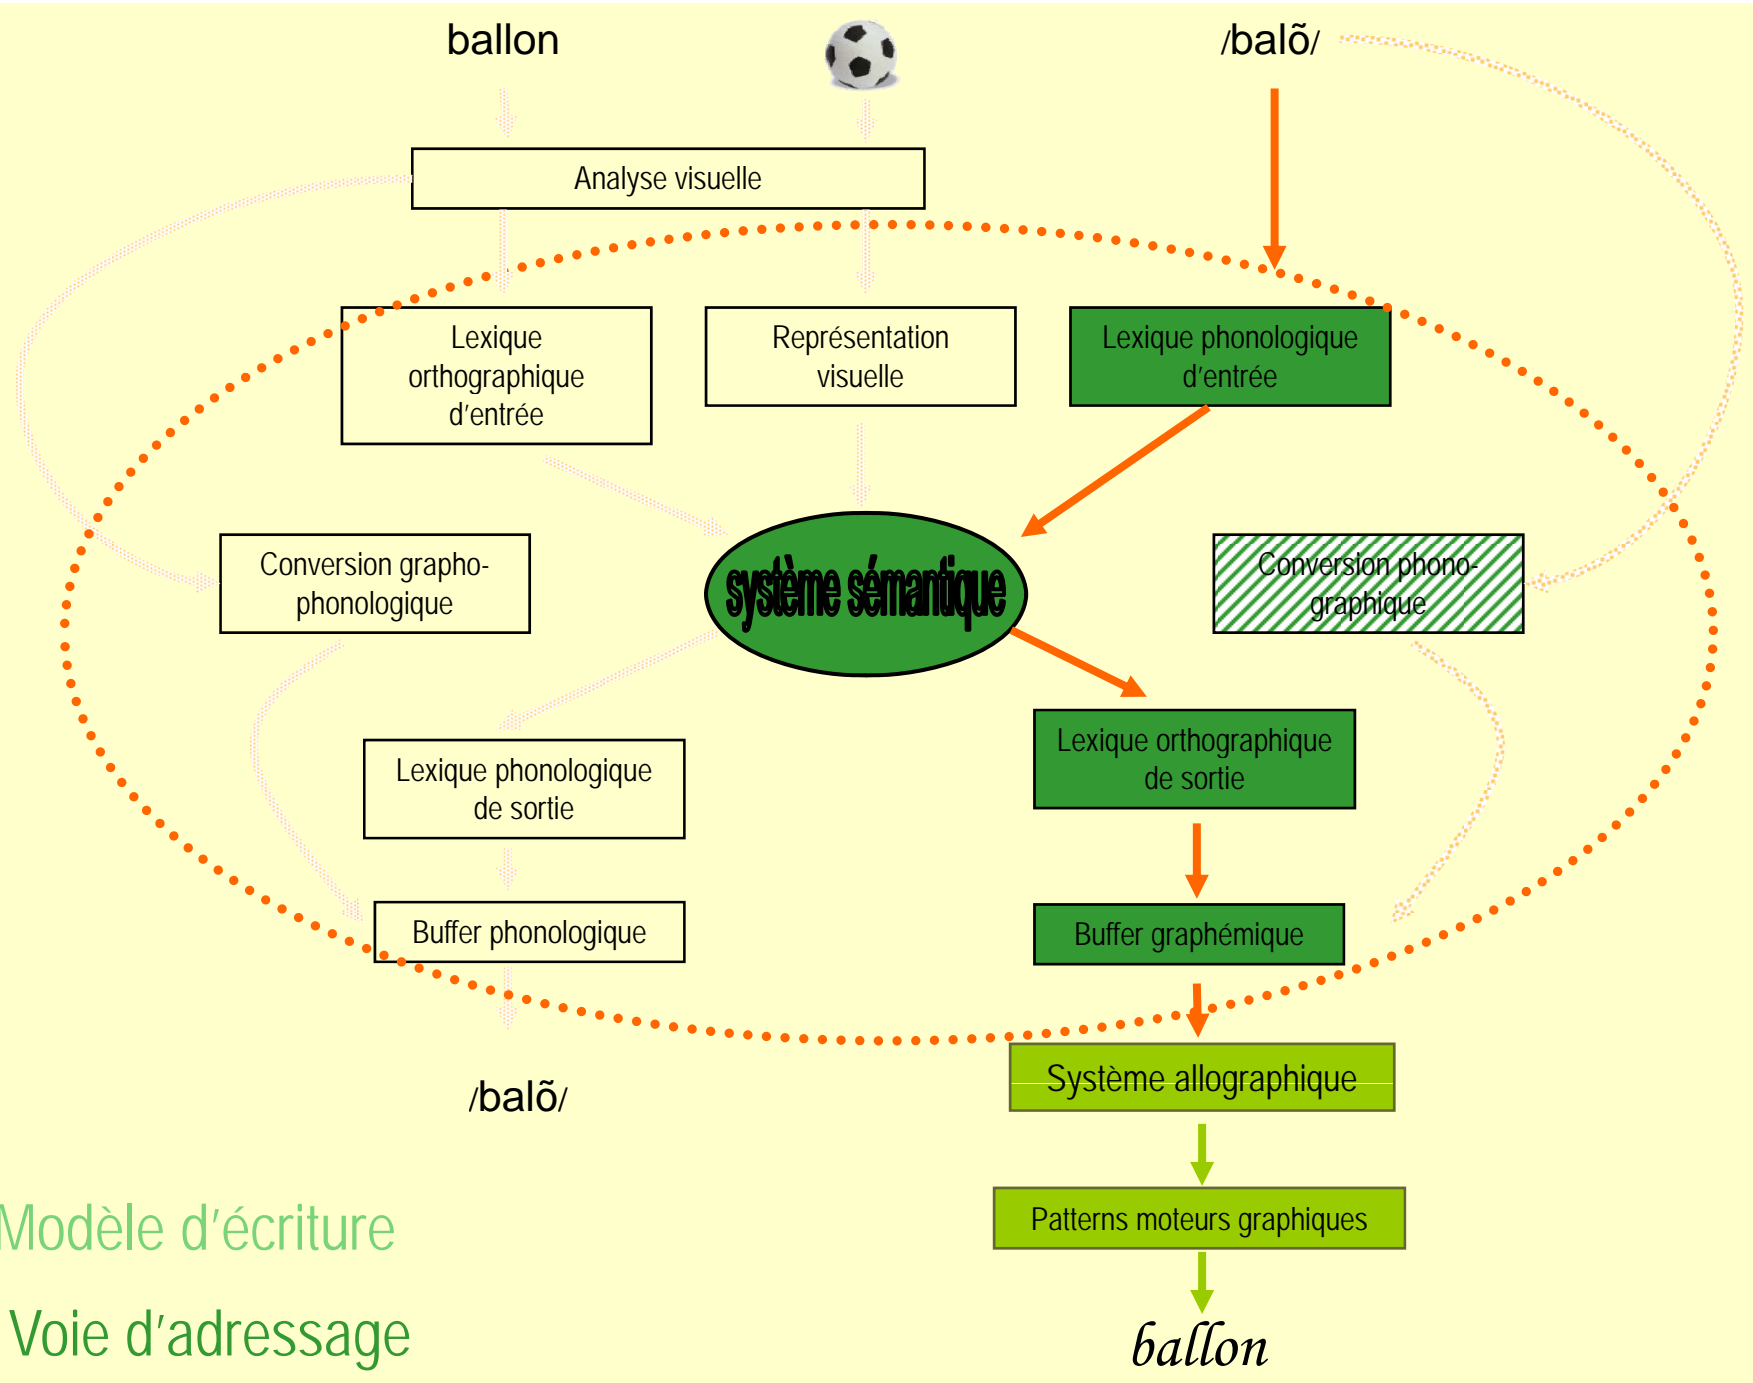 ballon
/balõ/
Analyse visuelle
Lexique
orthographique
d'entrée
Représentation
visuelle
Lexique phonologique
d'entrée
Conversion grapho-
phonologique
système sémantique
Conversion phono-
graphique
Lexique phonologique
de sortie
Lexique orthographique
de sortie
Buffer phonologique
Buffer graphémique
/balõ/
Système allographique
Patterns moteurs graphiques
ballon
Modèle d'écriture
Voie d'adressage